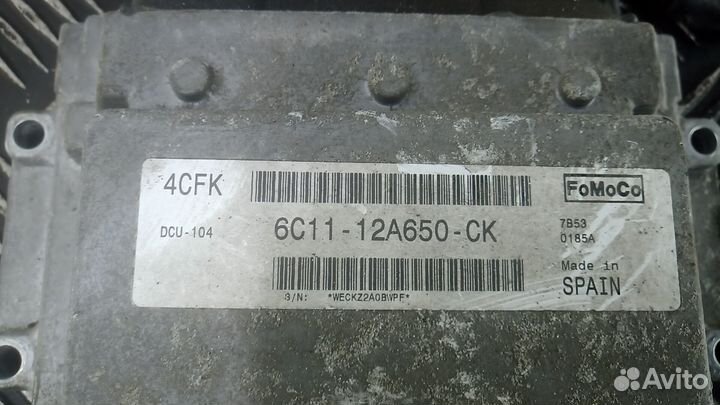 4CFK
FoMoCo
DCU-104
6C11-12A650-CK
7B53
0185A
Made in
SPAIN
S/N: *WECKZ2A0BWPF*
Avito